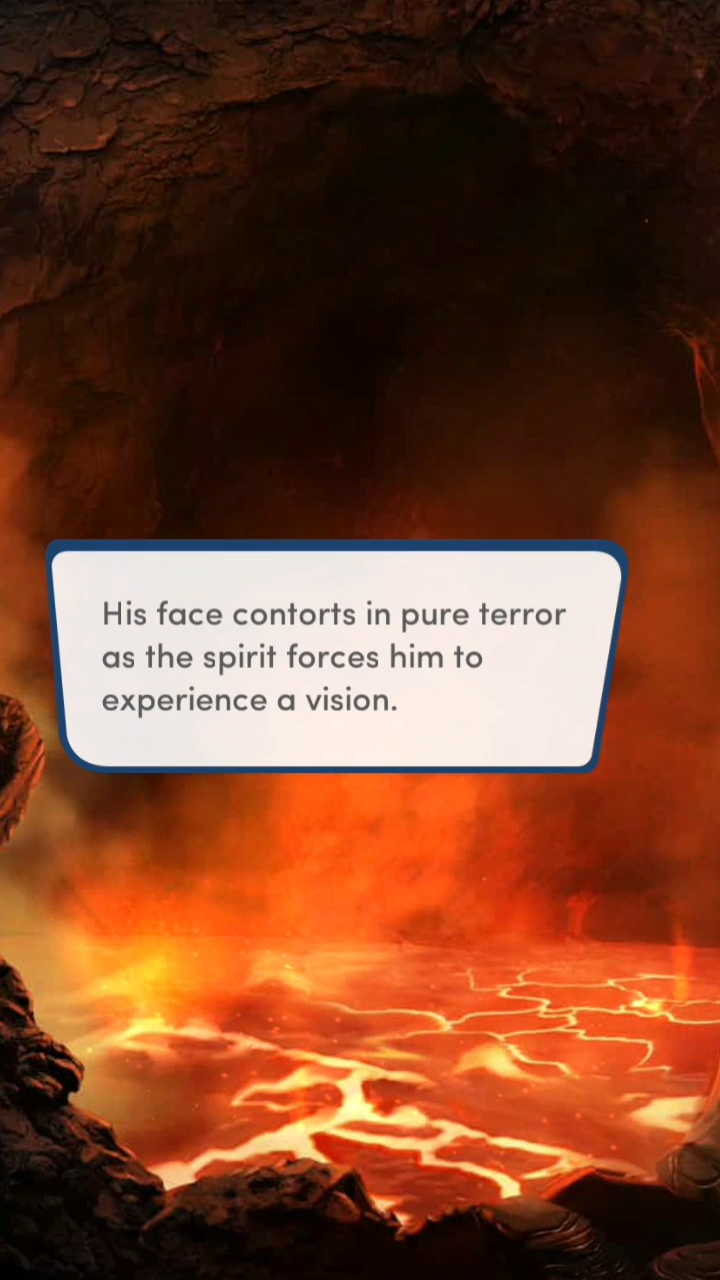 His face contorts in pure terror
as the spirit forces him to
experience a vision.